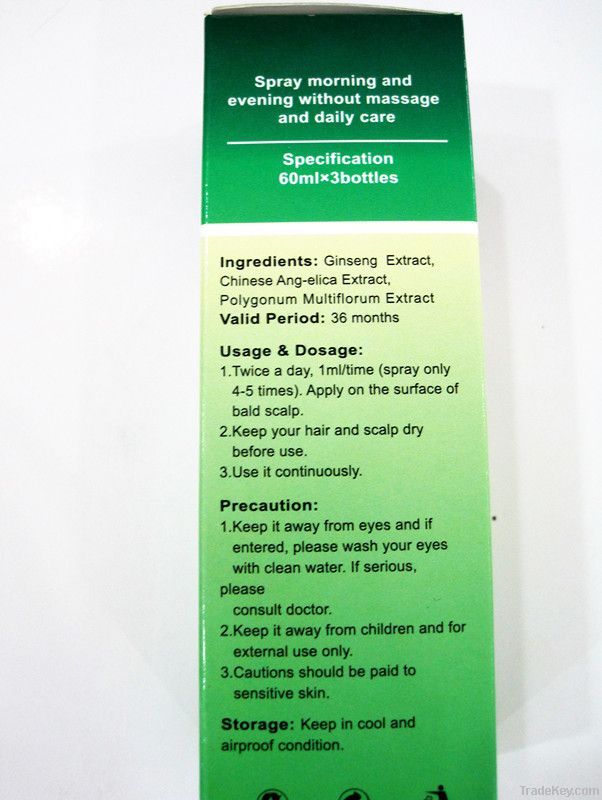 Spray morning and
evening without massage
and daily care
Specification
60ml×3bottles
Ingredients: Ginseng Extract,
Chinese Ang-elica Extract,
Polygonum Multiflorum Extract
Valid Period: 36 months
Usage & Dosage:
1.Twice a day, 1ml/time (spray only
4-5 times). Apply on the surface of
bald scalp.
2.Keep your hair and scalp dry
before use.
3.Use it continuously.
Precaution:
1.Keep it away from eyes and if
entered, please wash your eyes
with clean water. If serious,
please
consult doctor.
2.Keep it away from children and for
external use only.
3.Cautions should be paid to
sensitive skin.
Storage: Keep in cool and
airproof condition.
TradeKey.com